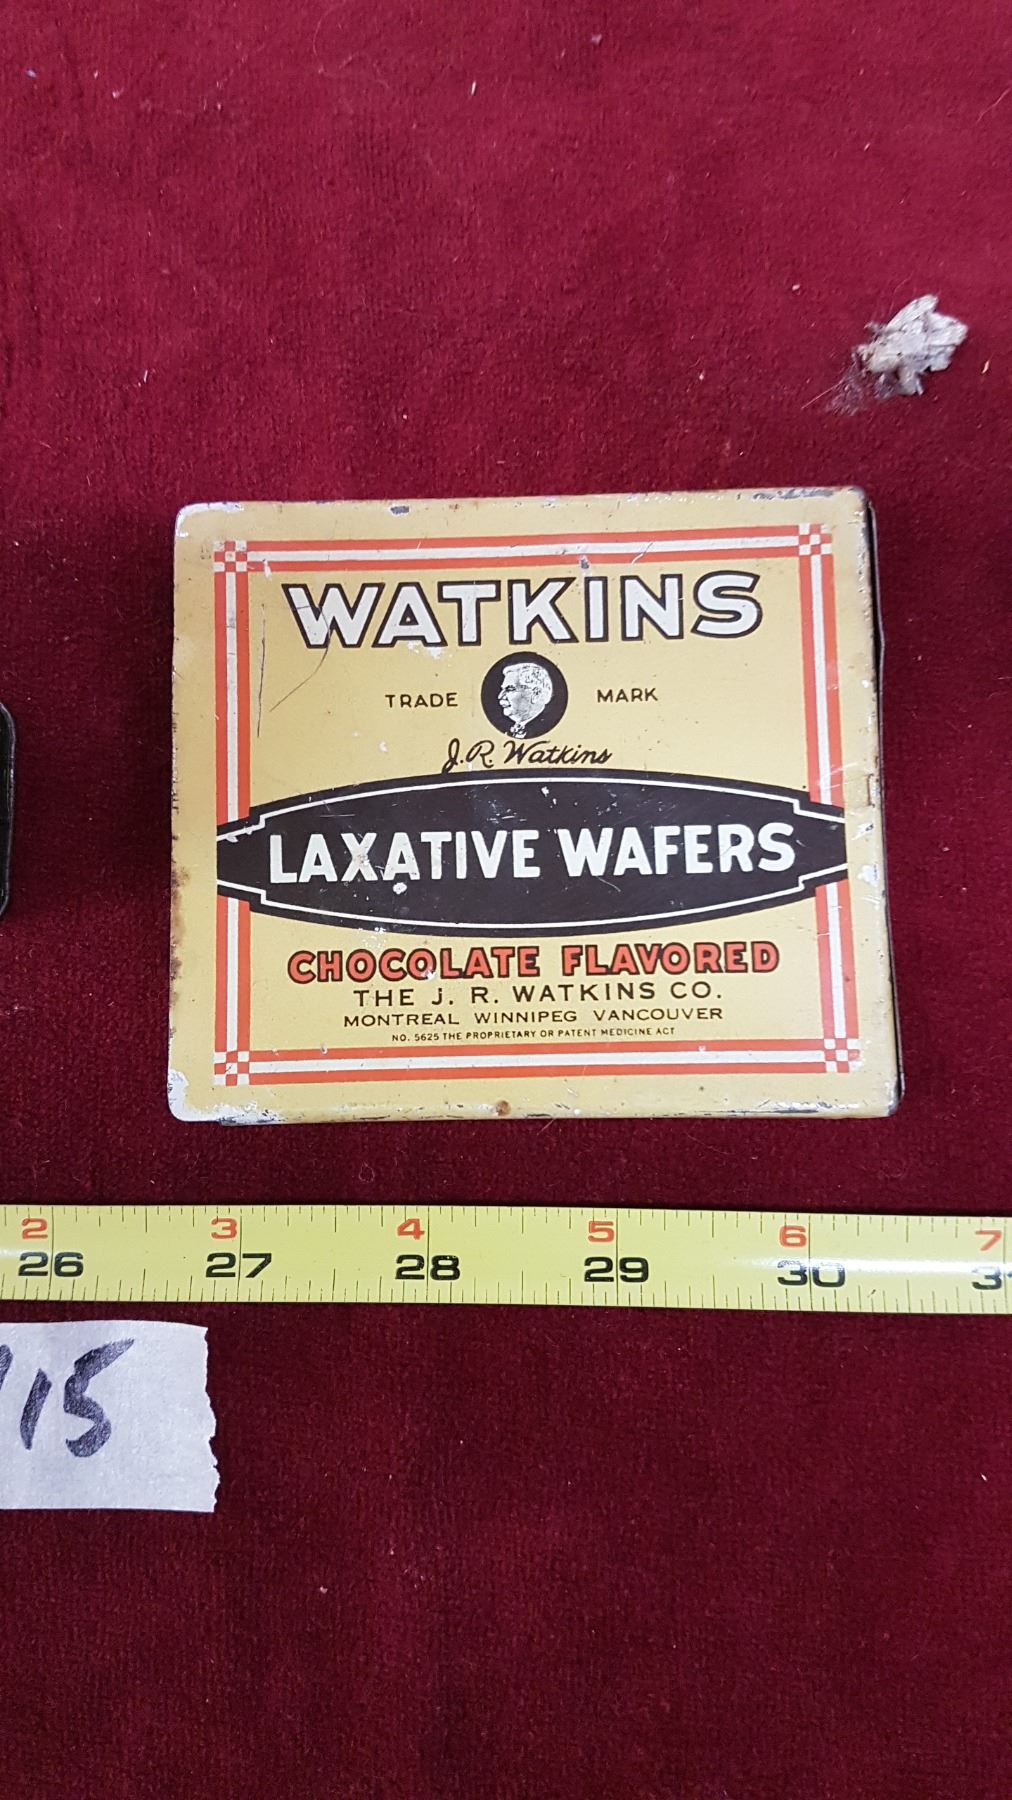 WATKINS
TRADE MARK
J. R. Watkins
LAXATIVE WAFERS
CHOCOLATE FLAVORED
THE J. R. WATKINS CO.
MONTREAL WINNIPEG VANCOUVER
NO. 5625 THE PROPRIETARY OR PATENT MEDICINE ACT
2 3 4 5 6 7
26 27 28 29 30
15